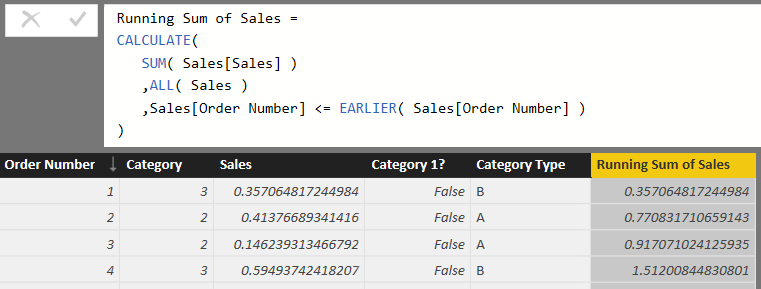 Running Sum of Sales =
CALCULATE(
SUM( Sales[Sales] )
,ALL( Sales )
,Sales[Order Number] <= EARLIER( Sales[Order Number] )
)
Order Number Category Sales Category 1? Category Type Running Sum of Sales
1 3 0.357064817244984 False B 0.357064817244984
2 2 0.41376689341416 False A 0.770831710659143
3 2 0.146239313466792 False A 0.917071024125935
4 3 0.59493742418207 False B 1.51200844830801